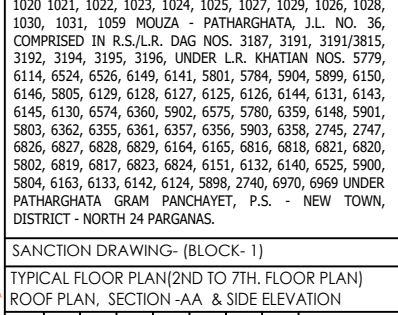 1020 1021, 1022, 1023, 1024, 1025, 1027, 1029, 1026, 1028,
1030, 1031, 1059 MOUZA - PATHARGHATA, J.L. NO. 36,
COMPRISED IN R.S./L.R. DAG NOS. 3187, 3191, 3191/3815,
3192, 3194, 3195, 3196, UNDER L.R. KHATIAN NOS. 5779,
6114, 6524, 6526, 6149, 6141, 5801, 5784, 5904, 5899, 6150,
6146, 5805, 6129, 6128, 6127, 6125, 6126, 6144, 6131, 6143,
6145, 6130, 6574, 6360, 5902, 6575, 5780, 6359, 6148, 5901,
5803, 6362, 6355, 6361, 6357, 6356, 5903, 6358, 2745, 2747,
6826, 6827, 6828, 6829, 6164, 6165, 6816, 6818, 6821, 6820,
5802, 6819, 6817, 6823, 6824, 6151, 6132, 6140, 6525, 5900,
5804, 6163, 6133, 6142, 6124, 5898, 2740, 6970, 6969 UNDER
PATHARGHATA GRAM PANCHAYET, P.S. - NEW TOWN,
DISTRICT - NORTH 24 PARGANAS.
SANCTION DRAWING- (BLOCK- 1)
TYPICAL FLOOR PLAN(2ND TO 7TH. FLOOR PLAN)
ROOF PLAN, SECTION -AA & SIDE ELEVATION